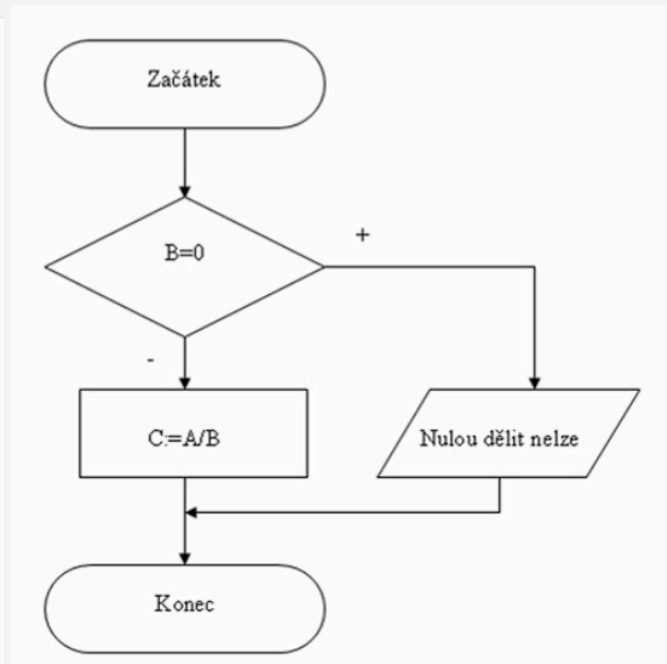 Začátek
B=0
+
-
C:=A/B
Nulou dělit nelze
Konec